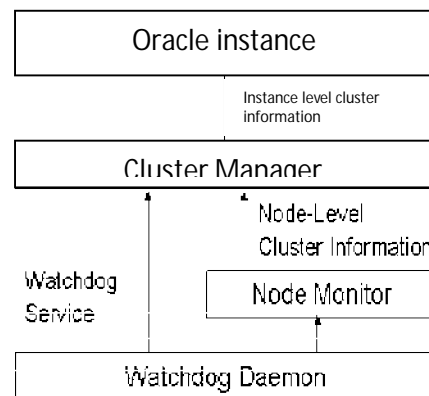 Oracle instance
Instance level cluster
information
Cluster Manager
Node-Level
Cluster Information
Watchdog
Service
Node Monitor
Watchdog Daemon